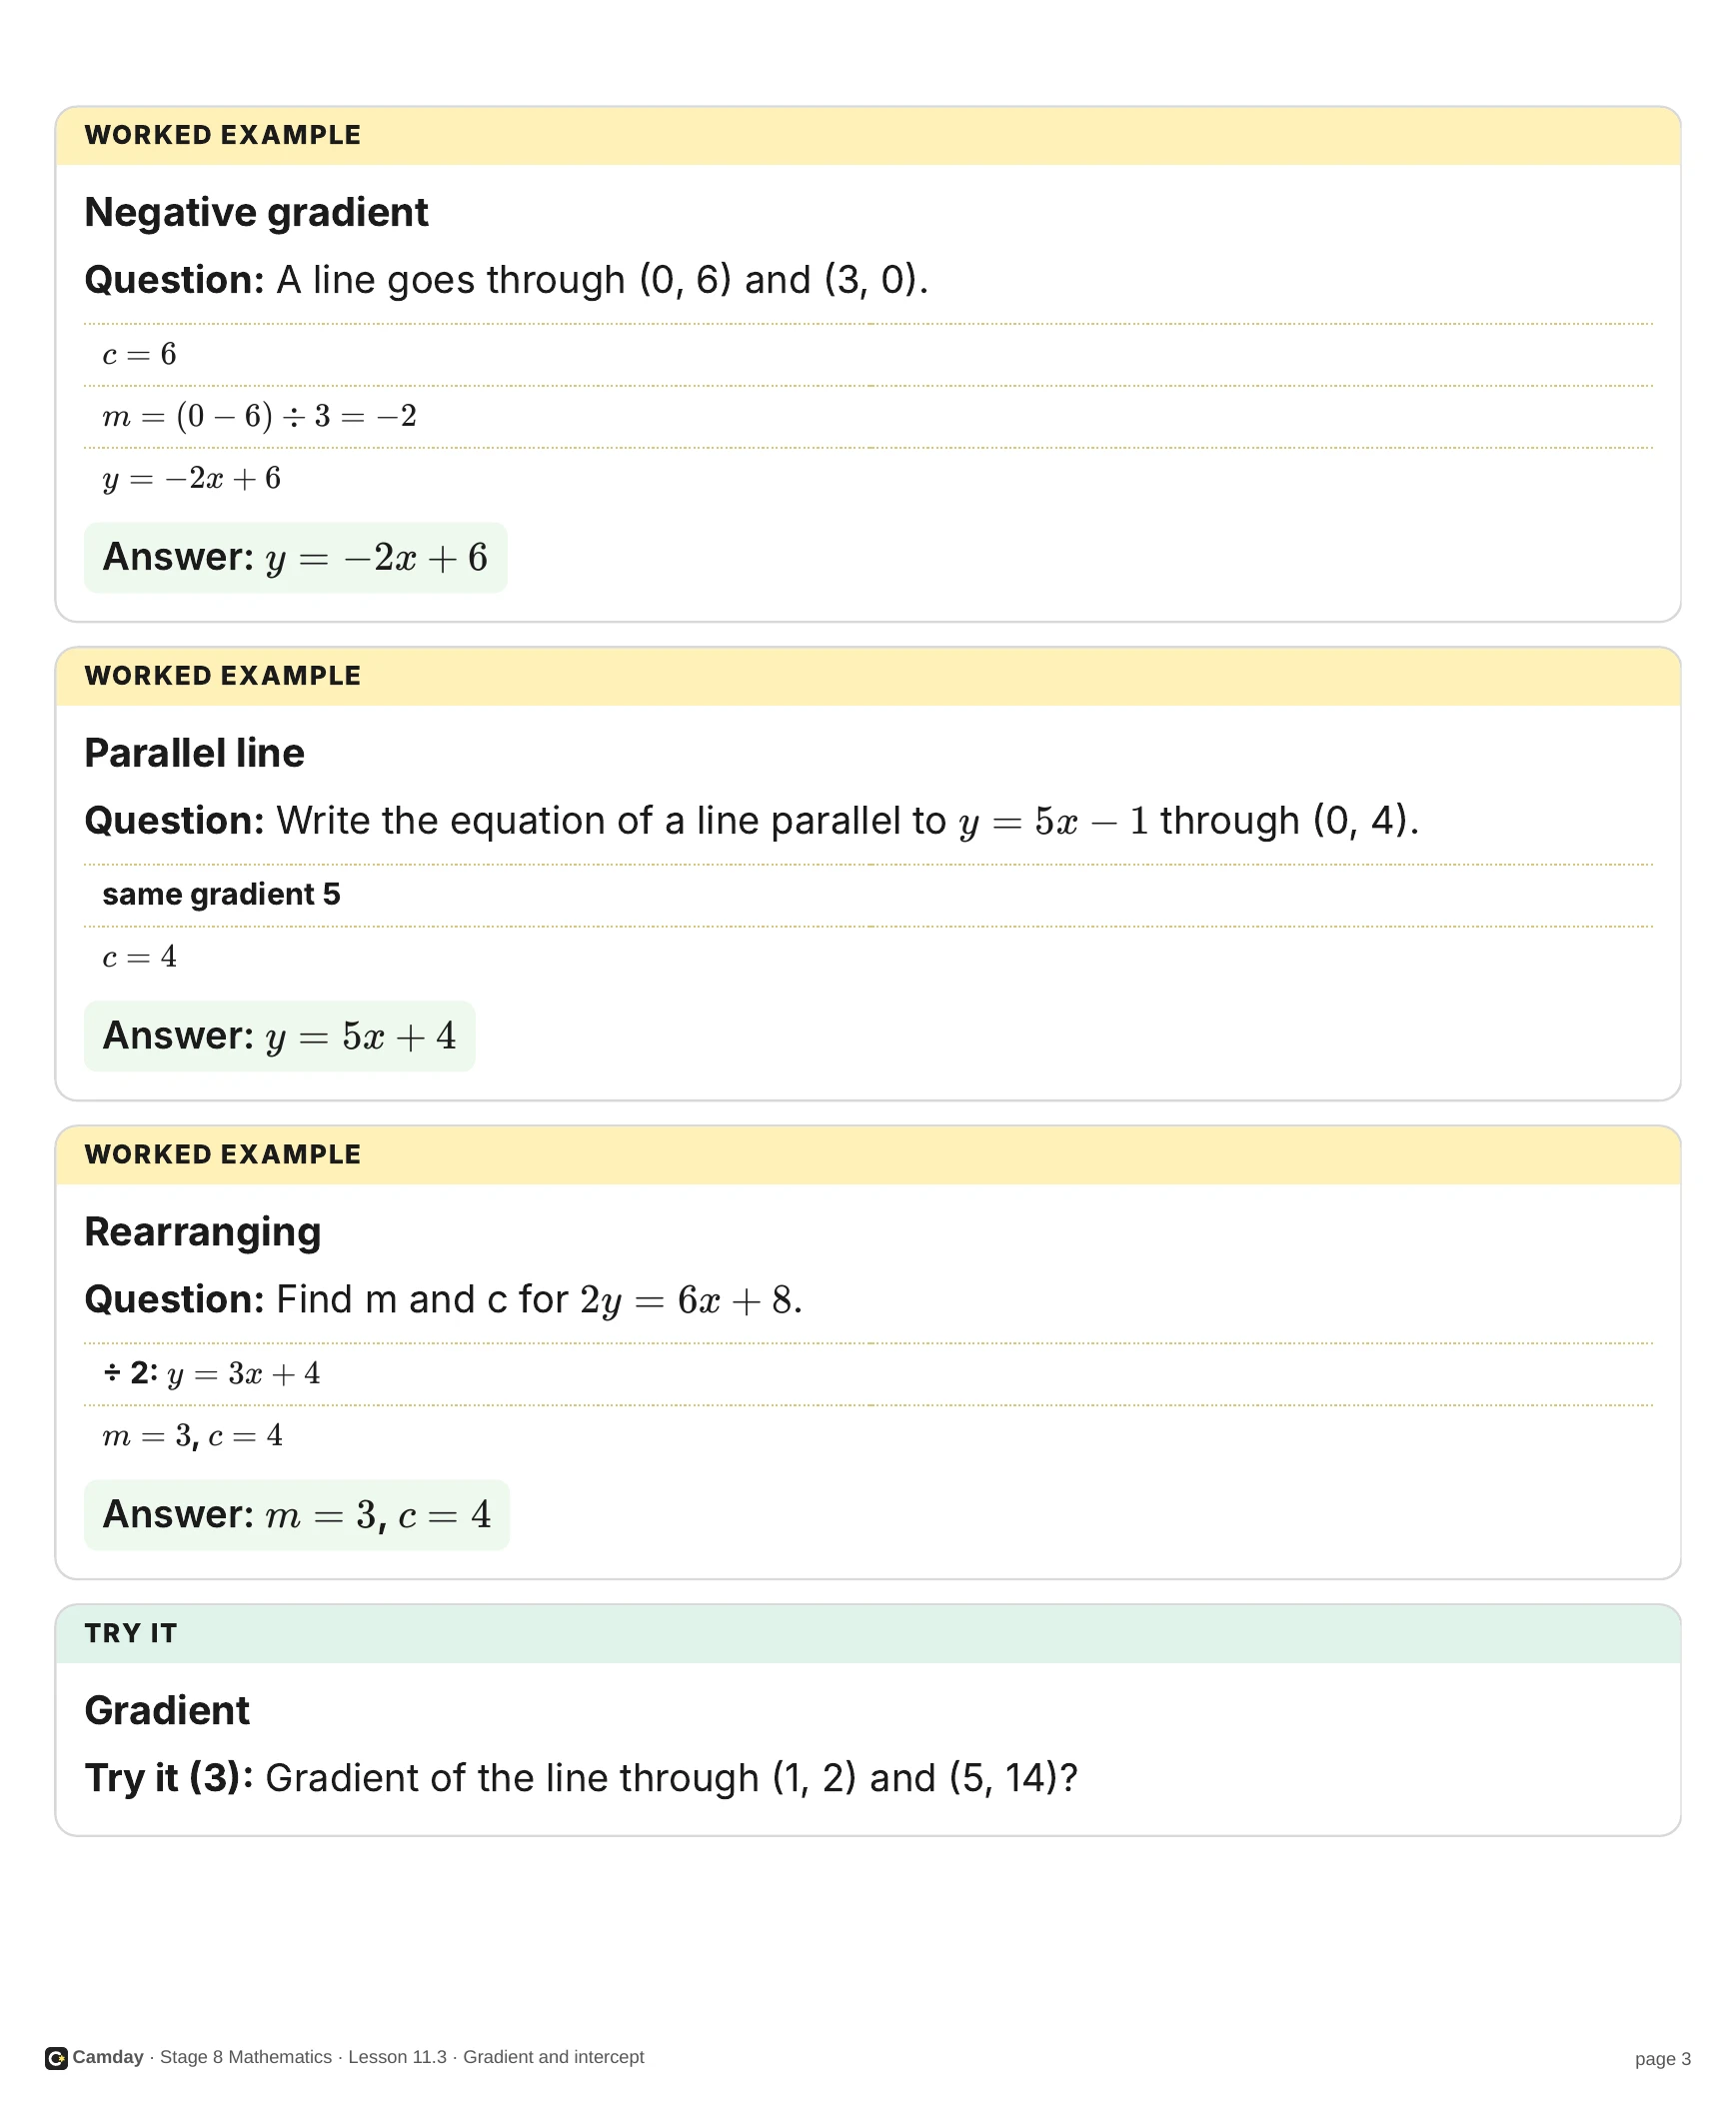 WORKED EXAMPLE
Negative gradient
Question: A line goes through (0, 6) and (3, 0).
c = 6
m = (0 − 6) ÷ 3 = −2
y = −2x + 6
Answer: y = −2x + 6
WORKED EXAMPLE
Parallel line
Question: Write the equation of a line parallel to y = 5x − 1 through (0, 4).
same gradient 5
c = 4
Answer: y = 5x + 4
WORKED EXAMPLE
Rearranging
Question: Find m and c for 2y = 6x + 8.
÷ 2: y = 3x + 4
m = 3, c = 4
Answer: m = 3, c = 4
TRY IT
Gradient
Try it (3): Gradient of the line through (1, 2) and (5, 14)?
Camday · Stage 8 Mathematics · Lesson 11.3 · Gradient and intercept
page 3